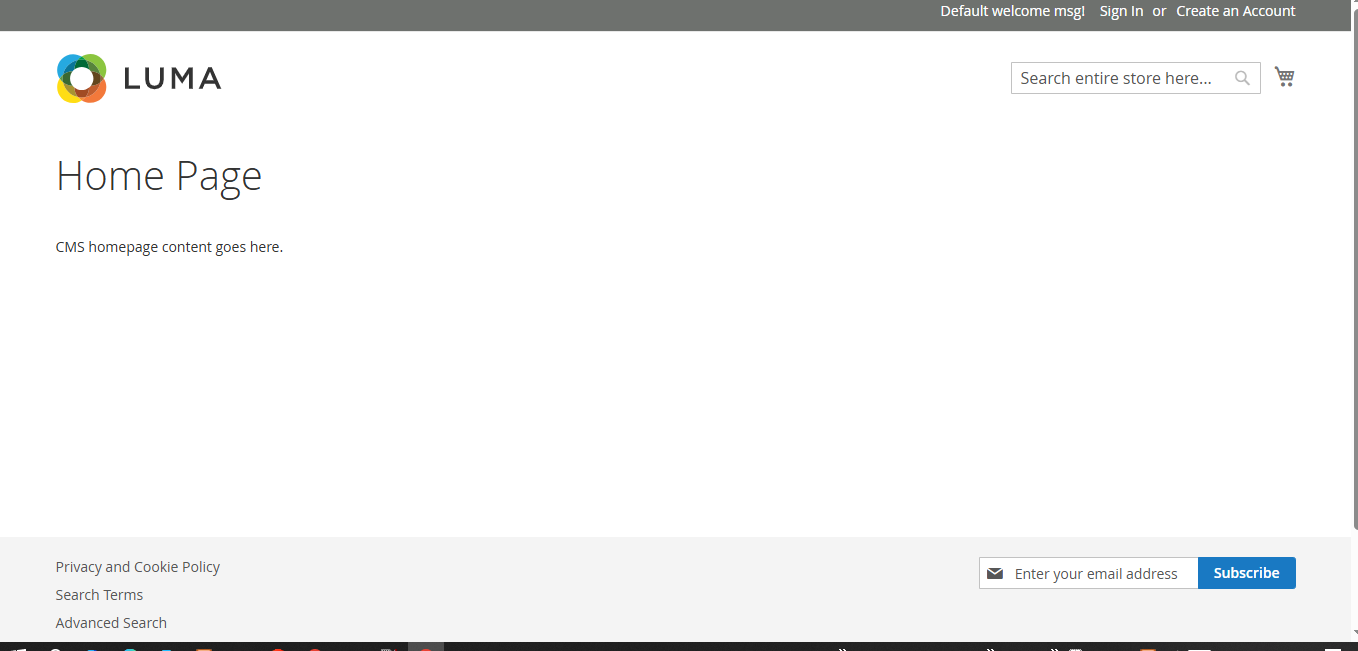 Default welcome msg! Sign In or Create an Account
LUMA
Search entire store here...
Home Page
CMS homepage content goes here.
Privacy and Cookie Policy
Search Terms
Advanced Search
Enter your email address
Subscribe